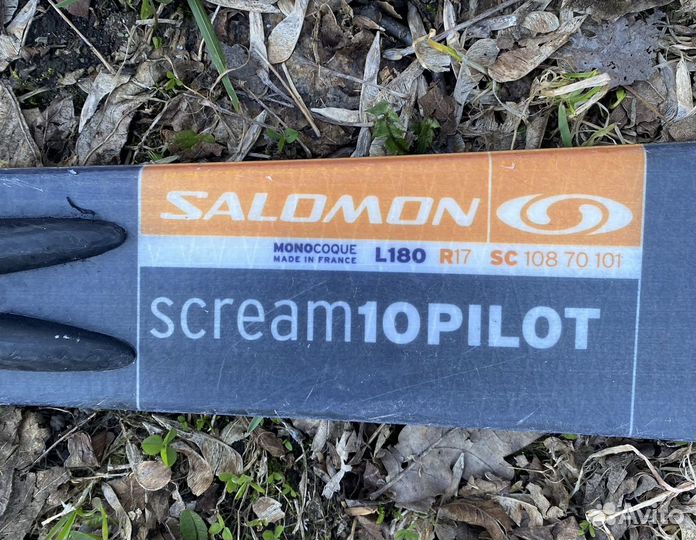 SALOMON
MONOCOQUE
MADE IN FRANCE
L180 R17 SC 108 70 101
scream10PILOT
Avito